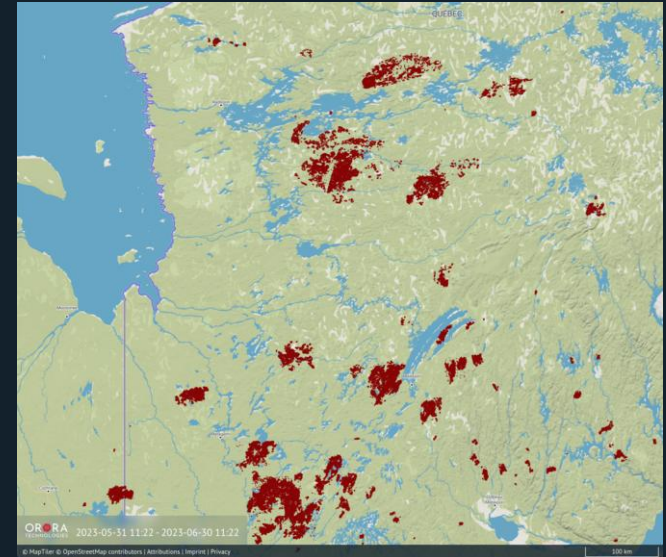 QUÉBEC
ORORA
TECHNOLOGIES
2023-05-31 11:22 - 2023-06-30 11:22
© MapTiler © OpenStreetMap contributors | Attributions | Imprint | Privacy
100 km